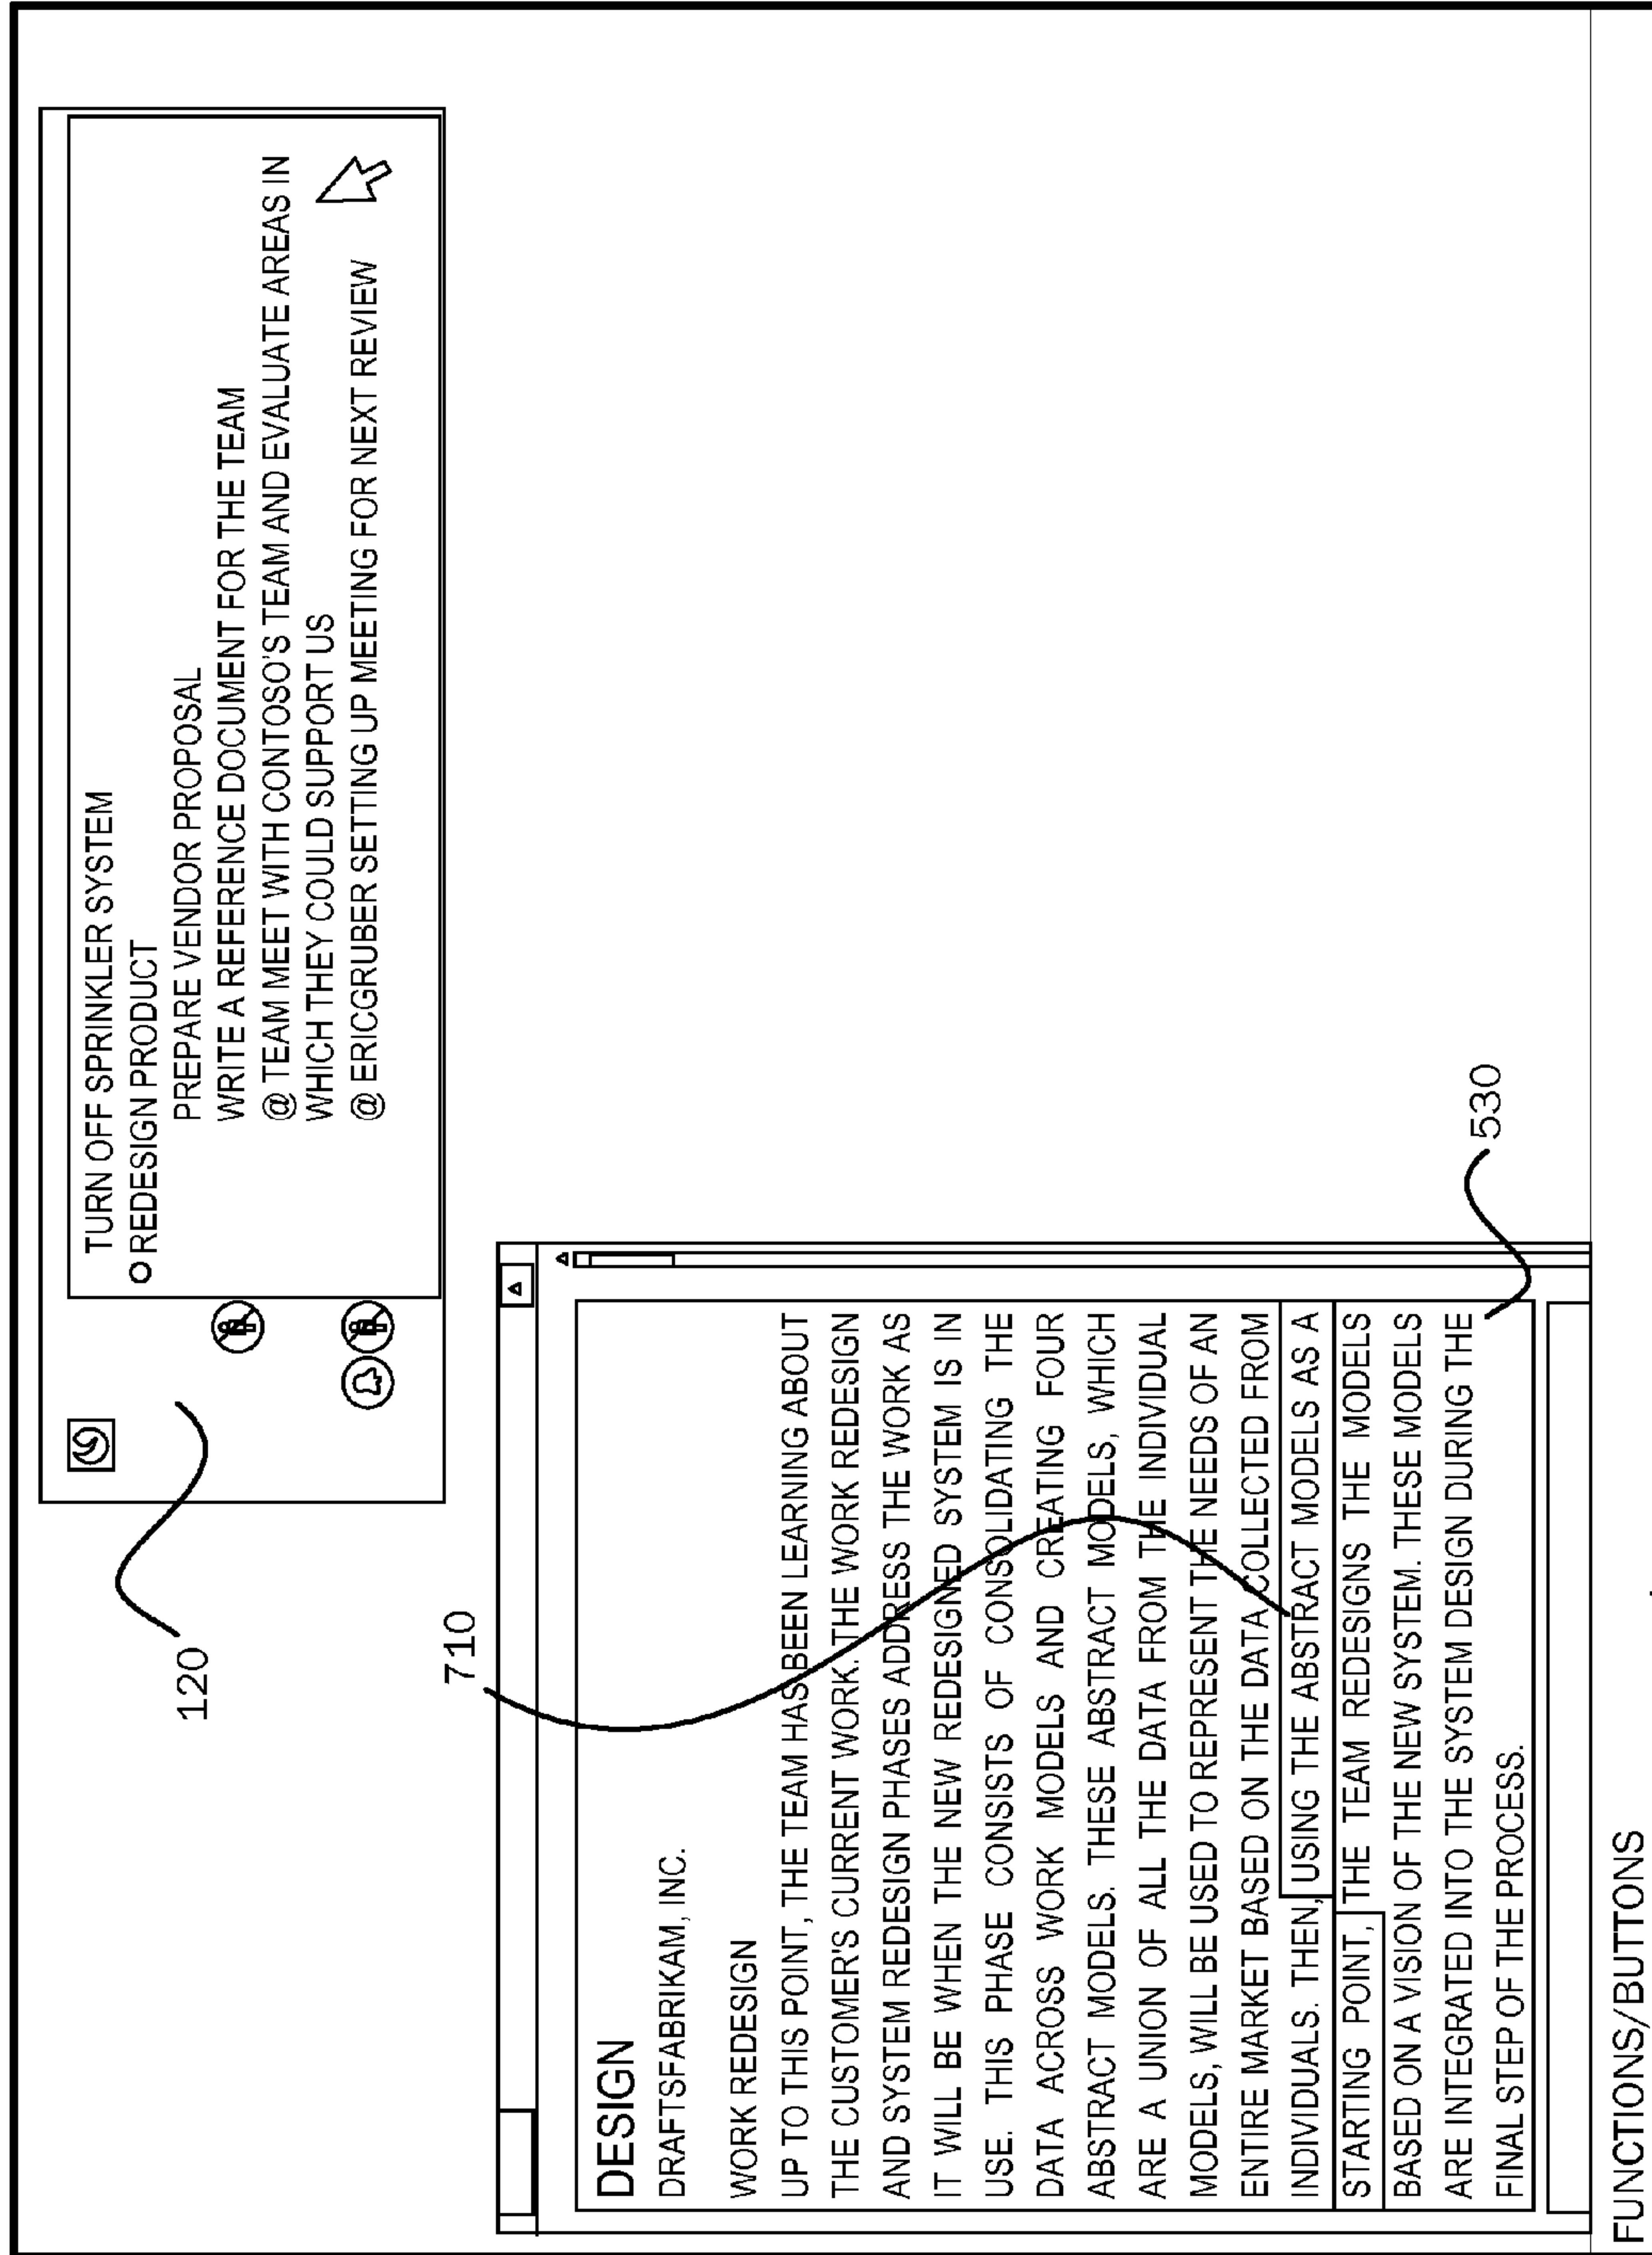 TURN OFF SPRINKLER SYSTEM
O REDESIGN PRODUCT
PREPARE VENDOR PROPOSAL
WRITE A REFERENCE DOCUMENT FOR THE TEAM
@ TEAM MEET WITH CONTOSO'S TEAM AND EVALUATE AREAS IN
WHICH THEY COULD SUPPORT US
@ ERICGRUBER SETTING UP MEETING FOR NEXT REVIEW
120
710
DESIGN
DRAFTSFABRIKAM, INC.
WORK REDESIGN
UP TO THIS POINT, THE TEAM HAS BEEN LEARNING ABOUT
THE CUSTOMER'S CURRENT WORK. THE WORK REDESIGN
AND SYSTEM REDESIGN PHASES ADDRESS THE WORK AS
IT WILL BE WHEN THE NEW REDESIGNED SYSTEM IS IN
USE. THIS PHASE CONSISTS OF CONSOLIDATING THE
DATA ACROSS WORK MODELS AND CREATING FOUR
ABSTRACT MODELS. THESE ABSTRACT MODELS, WHICH
ARE A UNION OF ALL THE DATA FROM THE INDIVIDUAL
MODELS, WILL BE USED TO REPRESENT THE NEEDS OF AN
ENTIRE MARKET BASED ON THE DATA COLLECTED FROM
INDIVIDUALS. THEN, USING THE ABSTRACT MODELS AS A
STARTING POINT, THE TEAM REDESIGNS THE MODELS
BASED ON A VISION OF THE NEW SYSTEM. THESE MODELS
ARE INTEGRATED INTO THE SYSTEM DESIGN DURING THE
FINAL STEP OF THE PROCESS.
530
FUNCTIONS/BUTTONS